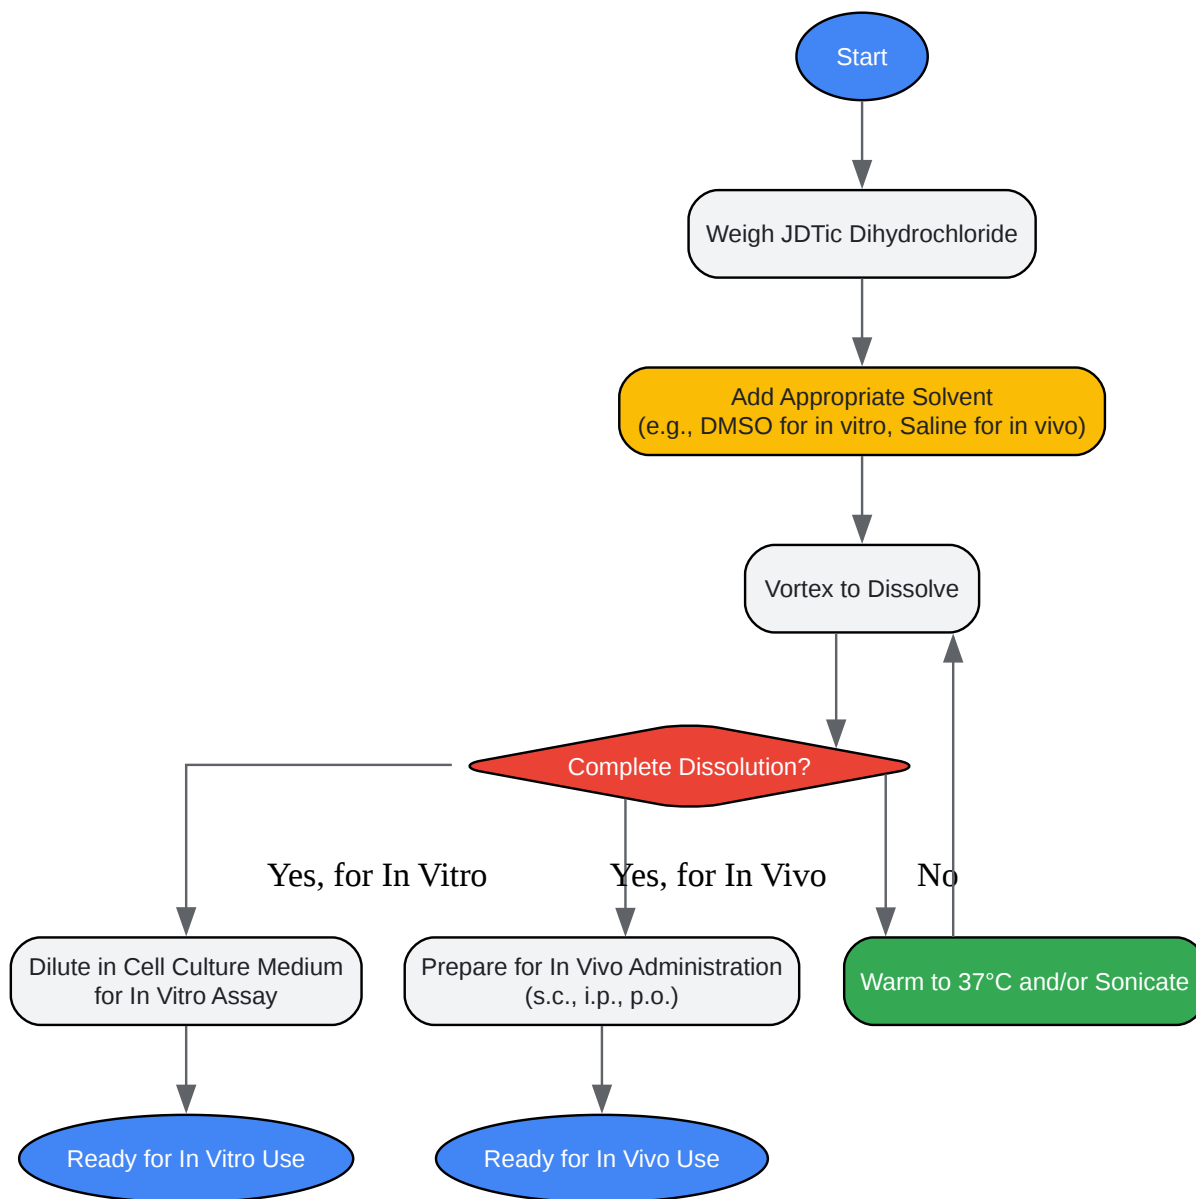 Start
Weigh JDTic Dihydrochloride
Add Appropriate Solvent
(e.g., DMSO for in vitro, Saline for in vivo)
Vortex to Dissolve
Complete Dissolution?
Yes, for In Vitro
Yes, for In Vivo
No
Dilute in Cell Culture Medium
for In Vitro Assay
Prepare for In Vivo Administration
(s.c., i.p., p.o.)
Warm to 37°C and/or Sonicate
Ready for In Vitro Use
Ready for In Vivo Use